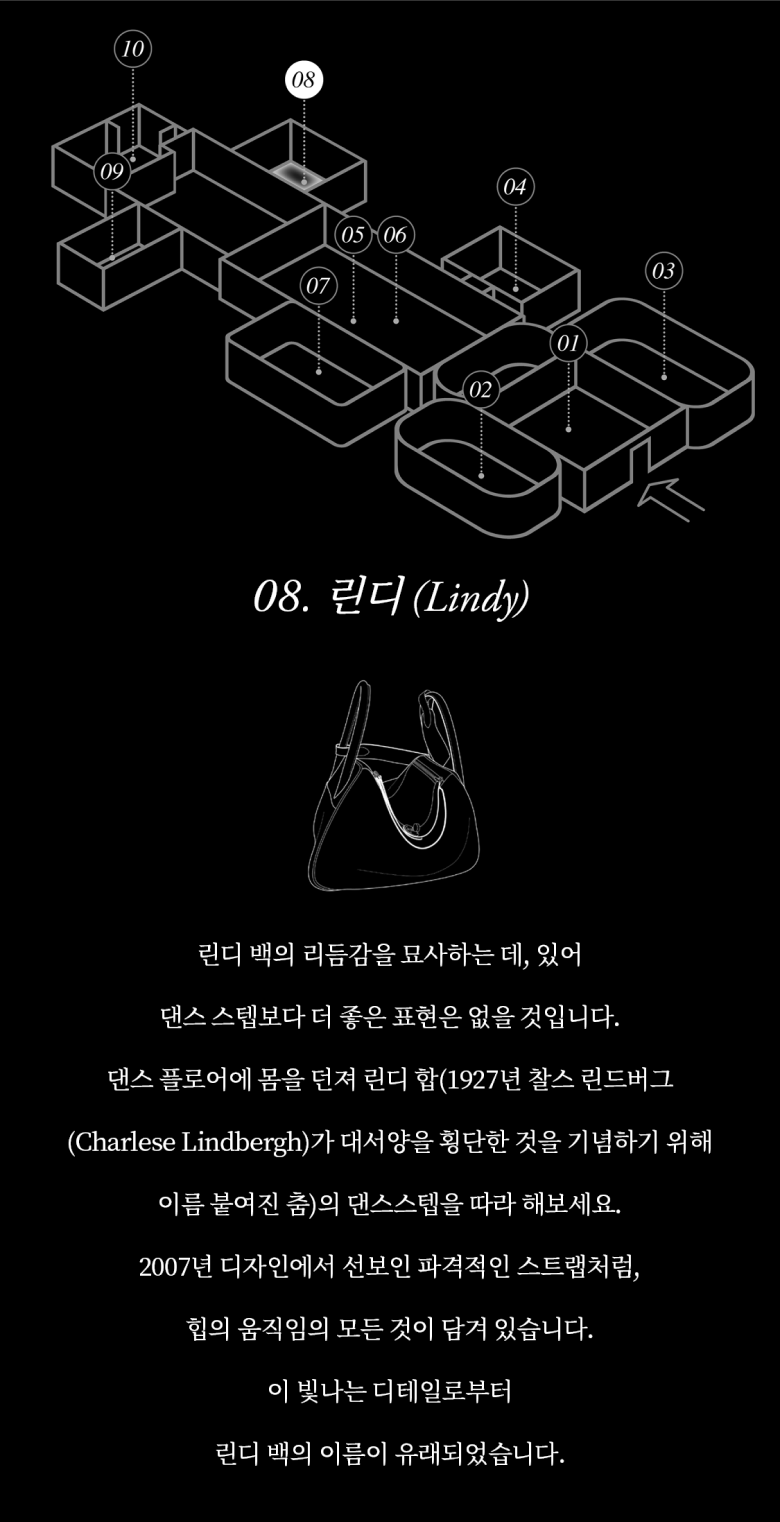 10
08
09
04
05
06
03
07
01
02
08. 린디 (Lindy)
린디 백의 리듬감을 묘사하는 데, 있어
댄스 스텝보다 더 좋은 표현은 없을 것입니다.
댄스 플로어에 몸을 던져 린디 합(1927년 찰스 린드버그
(Charlese Lindbergh)가 대서양을 횡단한 것을 기념하기 위해
이름 붙여진 춤)의 댄스스텝을 따라 해보세요.
2007년 디자인에서 선보인 파격적인 스트랩처럼,
힙의 움직임의 모든 것이 담겨 있습니다.
이 빛나는 디테일로부터
린디 백의 이름이 유래되었습니다.